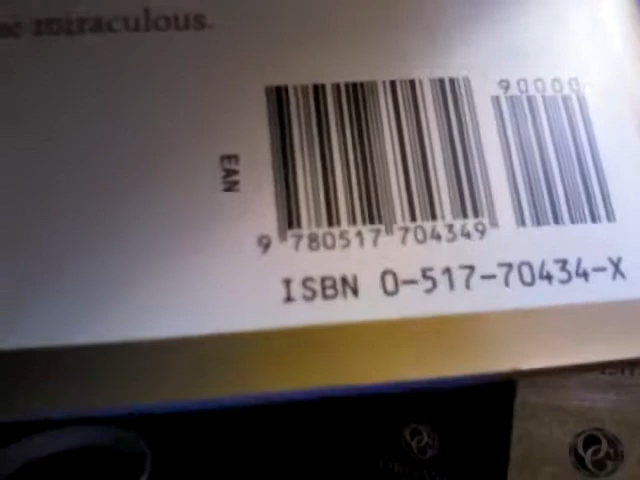 miraculous.
90000
EAN
9 780517 704349
ISBN 0-517-70434-X